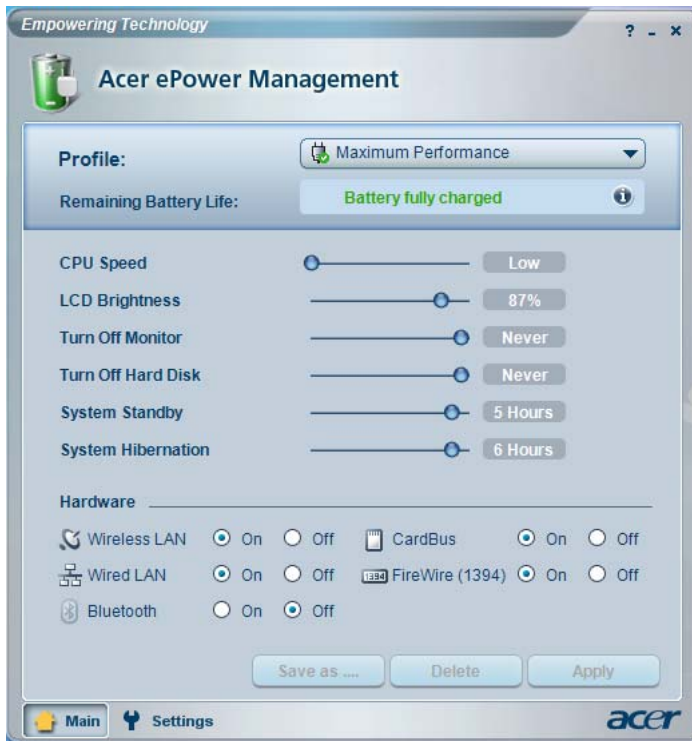 Empowering Technology
? - ×
Acer ePower Management
Profile: Maximum Performance
Remaining Battery Life: Battery fully charged i
CPU Speed Low
LCD Brightness 87%
Turn Off Monitor Never
Turn Off Hard Disk Never
System Standby 5 Hours
System Hibernation 6 Hours
Hardware
Wireless LAN On Off CardBus On Off
Wired LAN On Off 1394 FireWire (1394) On Off
Bluetooth On Off
Save as .... Delete Apply
Main Settings acer